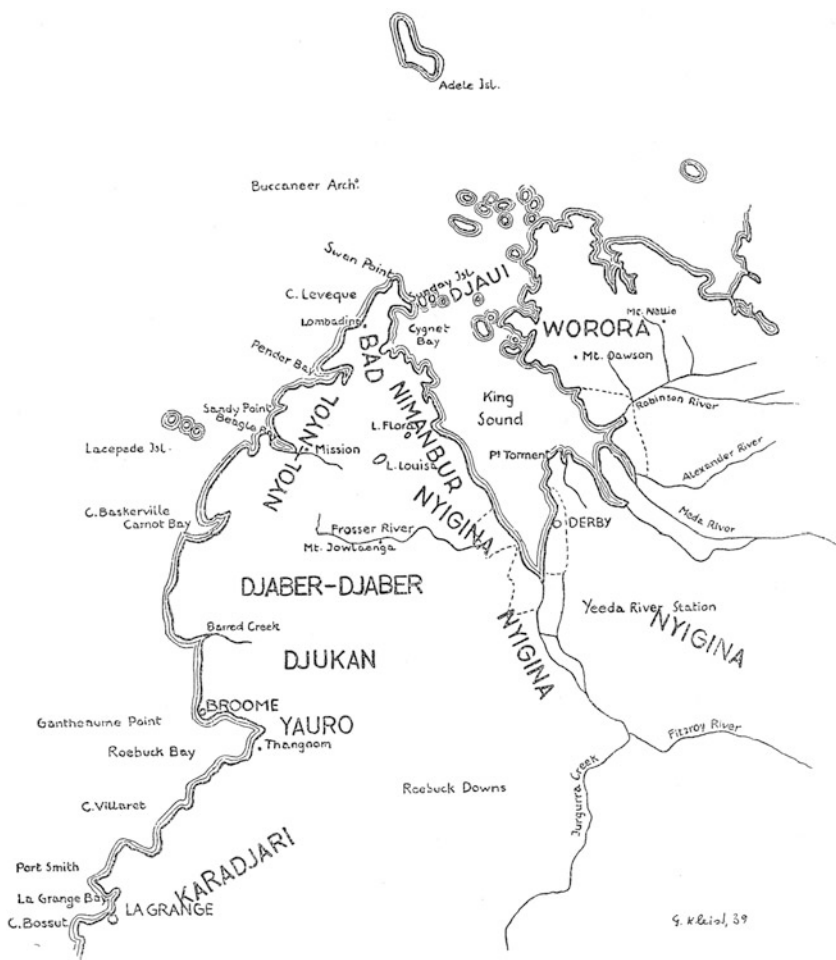 Adele Isl.
Buccaneer Archo.
Swan Point
Sunday Isl.
DJAUI
C. Leveque
Lombadina
Cygnet
Bay
BAD
Pender Bay
WORORA
Mt. Nellie
Mt. Dawson
Robinson River
King
Sound
NIMANBUR
Sandy Point
Beagle Bay
NYOL-NYOL
Mission
L. Flora
L. Louisa
Lacepede Isl.
Pt Torment
Alexander River
Meda River
C. Baskerville
Carnot Bay
NYIGINA
Frosser River
Mt. Jowlaenga
DERBY
DJABER-DJABER
Yeeda River Station
NYIGINA
NYIGINA
Barred Creek
DJUKAN
BROOME
Ganthenume Point
YAURO
Thangoom
Roebuck Bay
Fitzroy River
Jurgurra Creek
Roebuck Downs
C. Villaret
KARADJARI
Port Smith
La Grange Bay
LA GRANGE
C. Bossut
G. Kleist, 39